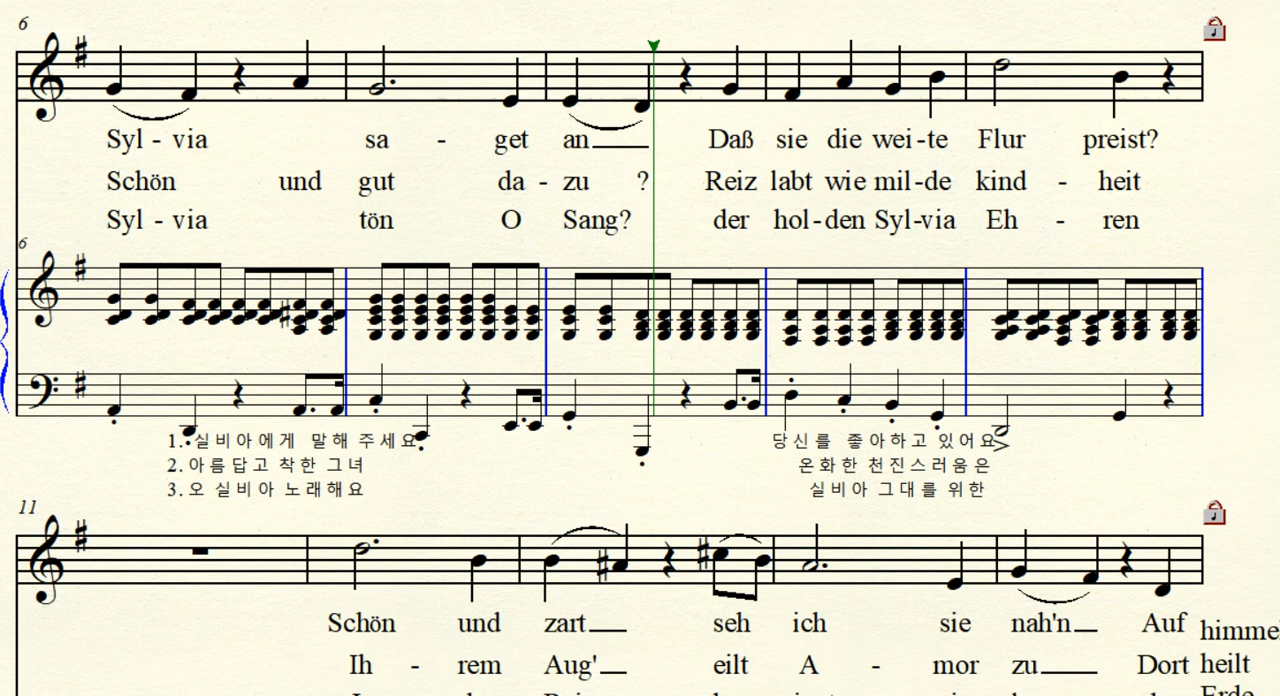 6
Syl - via sa - get an Daß sie die wei-te Flur preist?
Schön und gut da - zu ? Reiz labt wie mil-de kind - heit
Syl - via tön O Sang? der hol-den Syl-via Eh - ren
6
1. 실비아에게 말해 주세요 당신를 좋아하고 있어요
2. 아름답고 착한 그녀 온화한 천진스러움은
3. 오 실비아 노래해요 실비아 그대를 위한
11
Schön und zart seh ich sie nah'n Auf himme
Ih - rem Aug' eilt A - mor zu Dort heilt